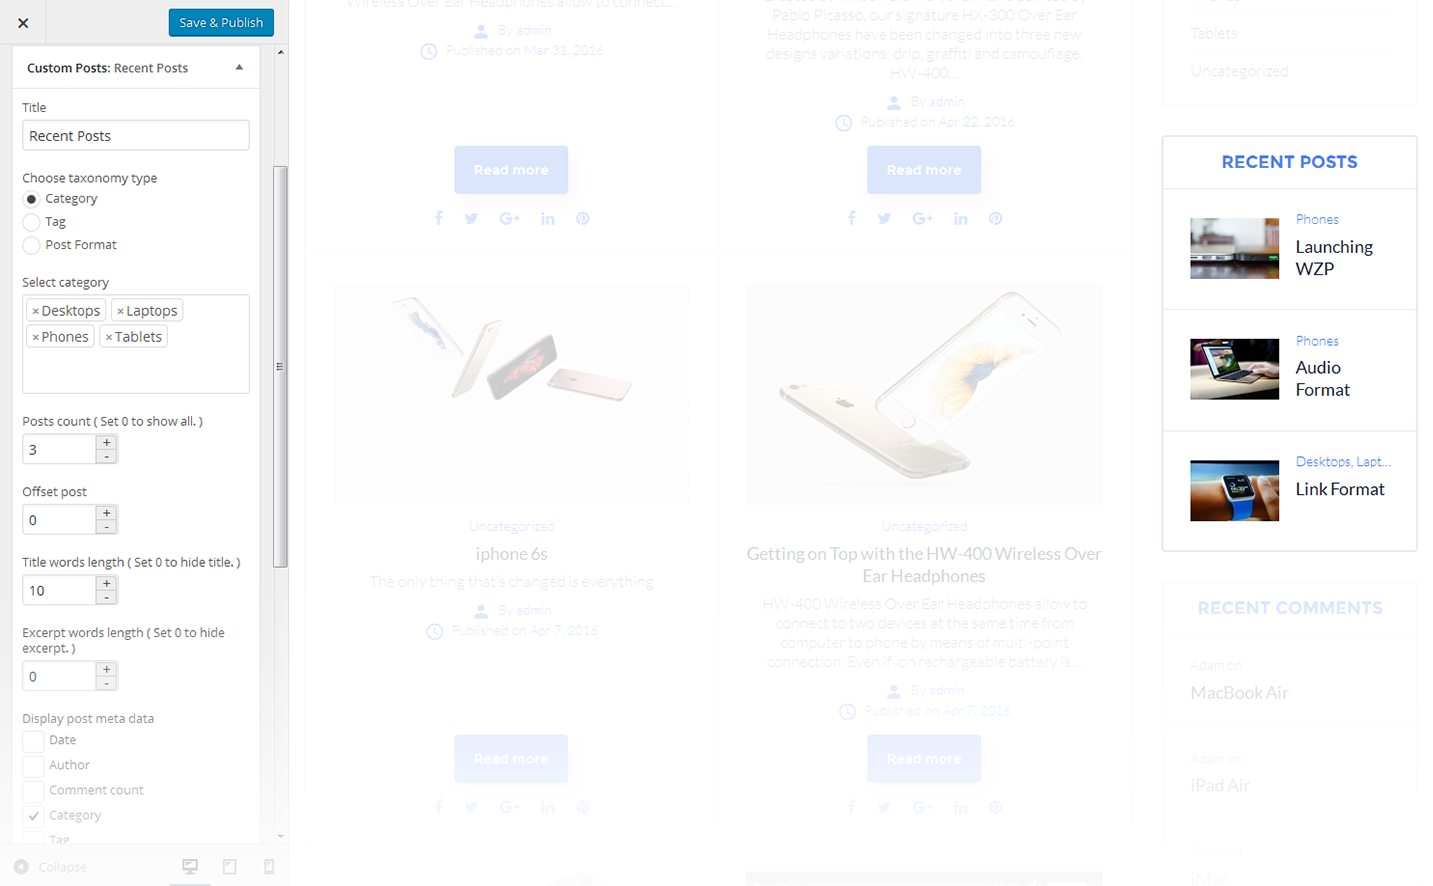 Save & Publish
Custom Posts: Recent Posts
Title
Recent Posts
Choose taxonomy type
Category
Tag
Post Format
Select category
× Desktops × Laptops
× Phones × Tablets
Posts count ( Set 0 to show all. )
3
+
-
Offset post
0
+
-
Title words length ( Set 0 to hide title. )
10
+
-
Excerpt words length ( Set 0 to hide
excerpt. )
0
+
-
Display post meta data
Date
Author
Comment count
Category
Tag
Collapse
Wireless Over Ear Headphones allow to connect...
By admin
Published on Mar 31, 2016
Read more
Uncategorized
iphone 6s
The only thing that's changed is everything
By admin
Published on Apr 7, 2016
Read more
Pablo Picasso, our signature HX-300 Over Ear
Headphones have been changed into three new
designs variations: drip, graffiti and camouflage.
HW-400...
By admin
Published on Apr 22, 2016
Read more
Uncategorized
Getting on Top with the HW-400 Wireless Over
Ear Headphones
HW-400 Wireless Over Ear Headphones allow to
connect to two devices at the same time from
computer to phone by means of multi-point
connection. Even if ion rechargeable battery is...
By admin
Published on Apr 7, 2016
Read more
Tablets
Uncategorized
RECENT POSTS
Phones
Launching
WZP
Phones
Audio
Format
Desktops, Lapt...
Link Format
RECENT COMMENTS
Adam on
MacBook Air
Adam on
iPad Air
Adam on
iMac